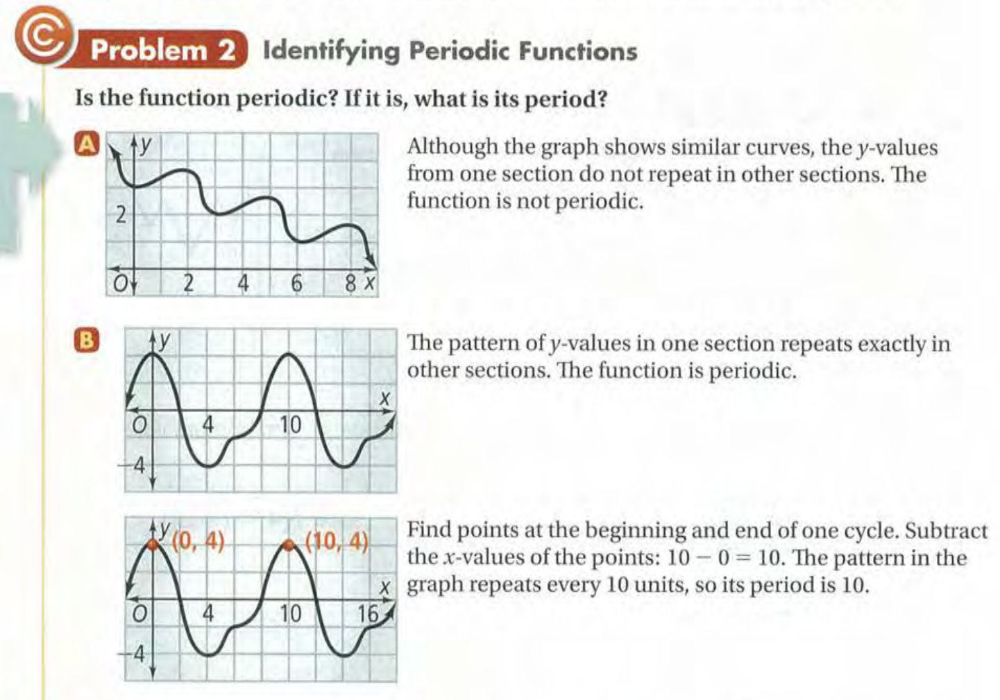 ©
Problem 2 Identifying Periodic Functions
Is the function periodic? If it is, what is its period?
A
y
2
O 2 4 6 8 x
Although the graph shows similar curves, the y-values
from one section do not repeat in other sections. The
function is not periodic.
B
y
x
O 4 10
−4
The pattern of y-values in one section repeats exactly in
other sections. The function is periodic.
y (0, 4) (10, 4)
x
O 4 10 16
−4
Find points at the beginning and end of one cycle. Subtract
the x-values of the points: 10 − 0 = 10. The pattern in the
graph repeats every 10 units, so its period is 10.